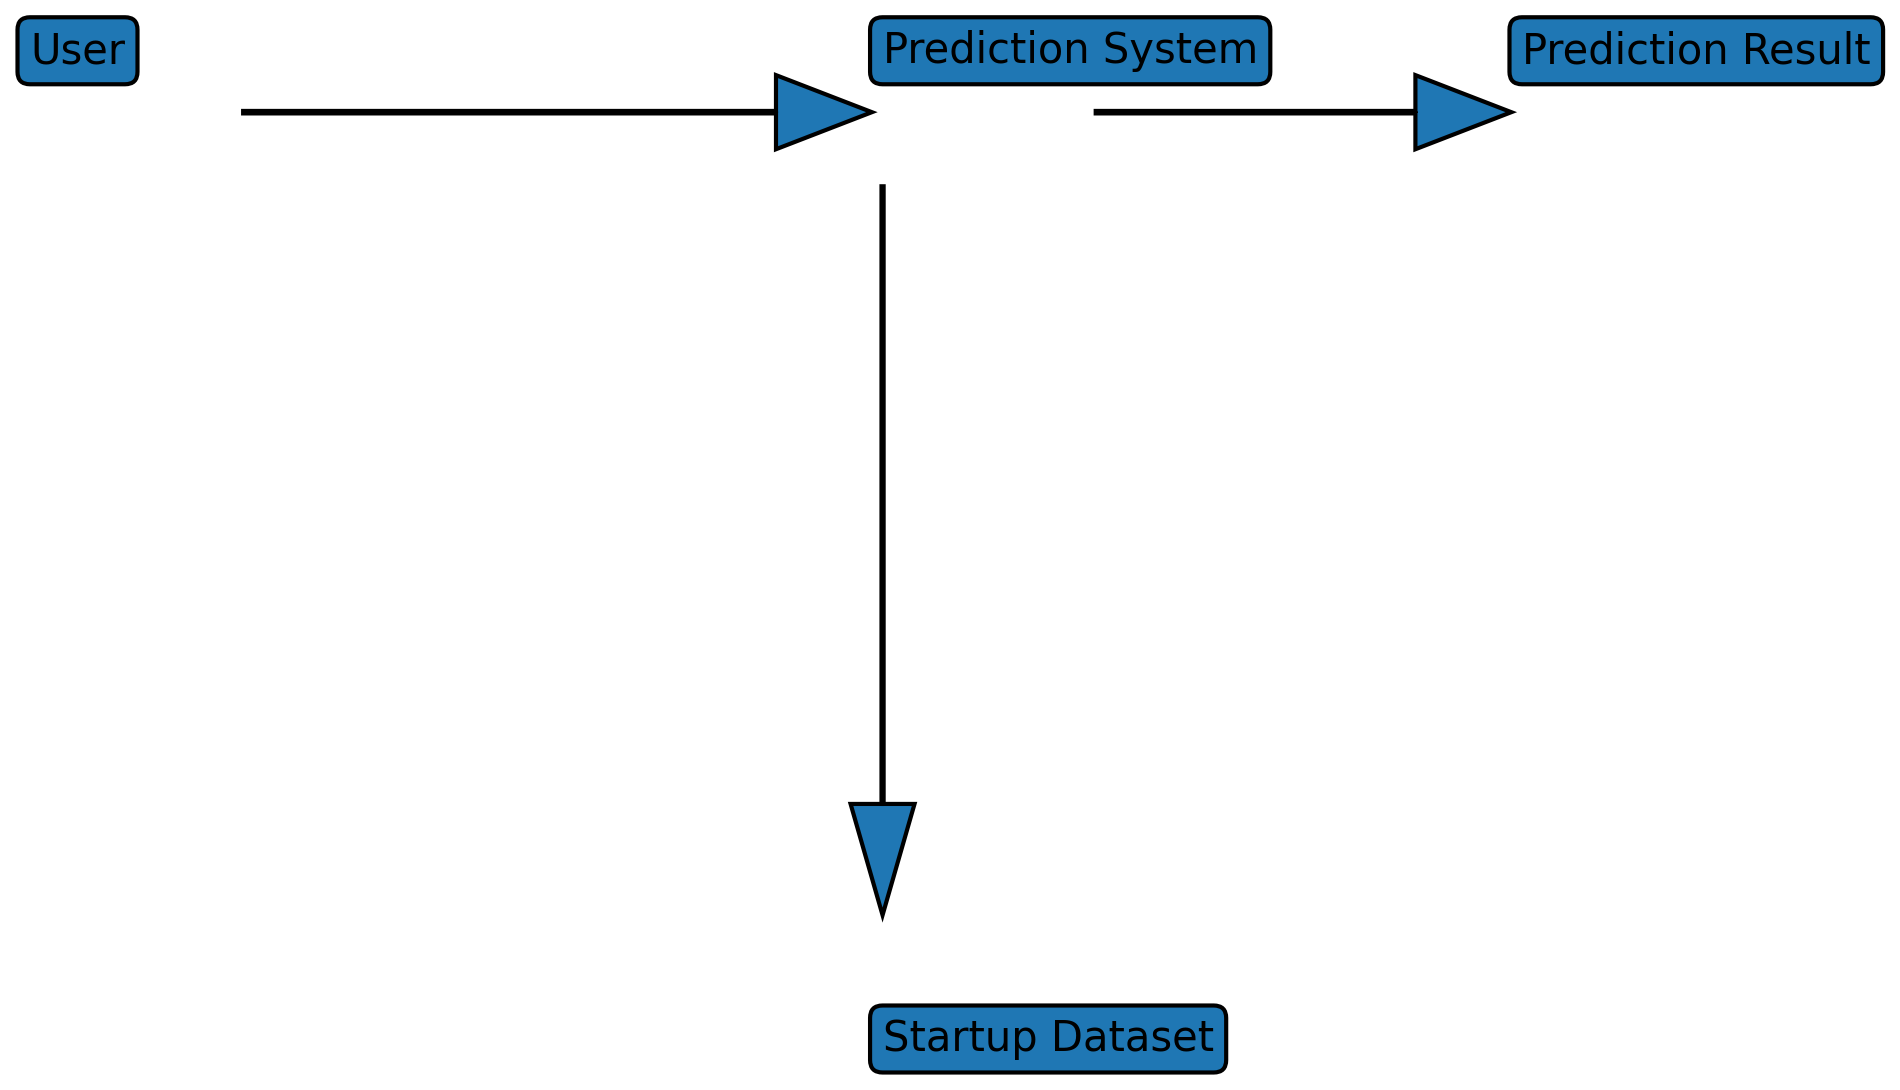 User
Prediction System
Prediction Result
Startup Dataset